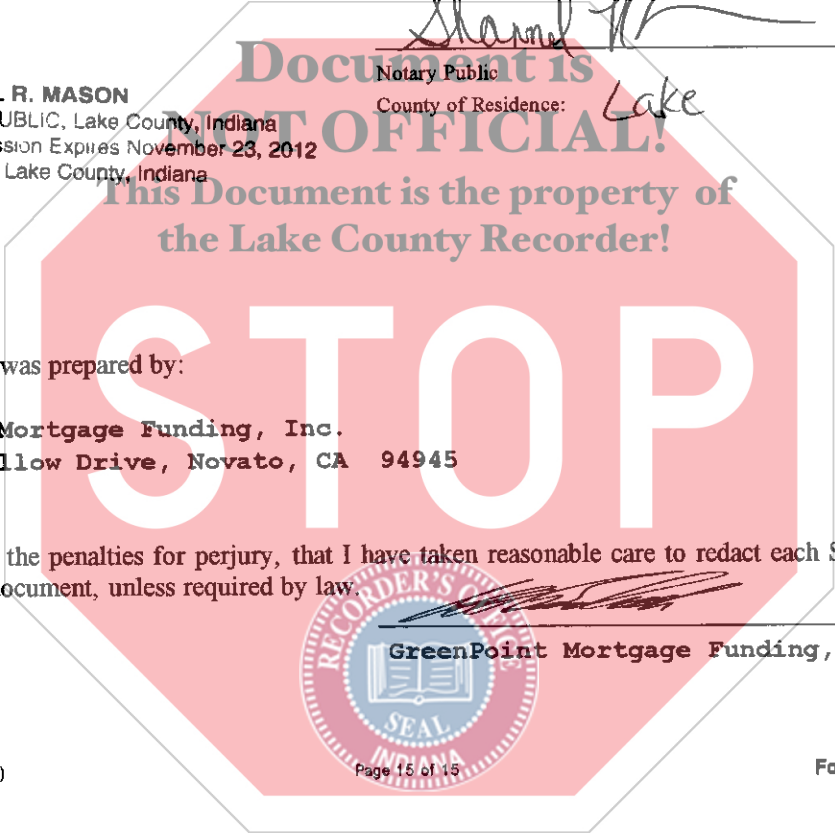 Document is
Notary Public
R. MASON
County of Residence: Lake
UBLIC, Lake County, Indiana
NOT OFFICIAL!
ssion Expires November 23, 2012
Lake County, Indiana
This Document is the property of
the Lake County Recorder!
STOP
was prepared by:
Mortgage Funding, Inc.
llow Drive, Novato, CA 94945
the penalties for perjury, that I have taken reasonable care to redact each S
ocument, unless required by law.
RECORDER'S OFFICE
SEAL
INDIANA
GreenPoint Mortgage Funding,
Page 15 of 15
Fo